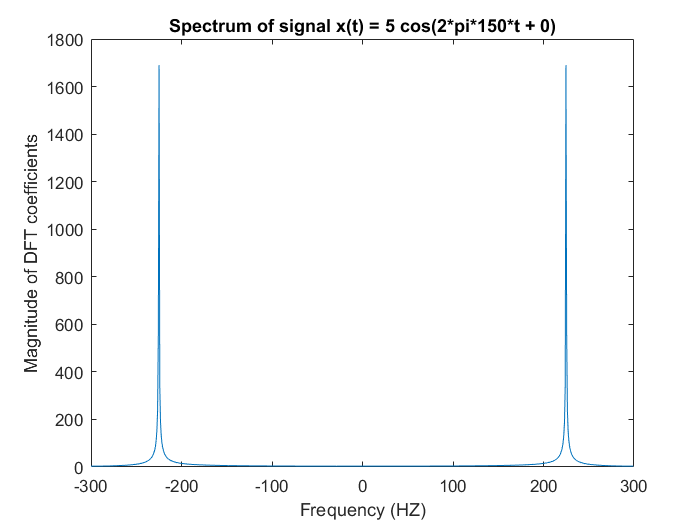 Spectrum of signal x(t) = 5 cos(2*pi*150*t + 0)
1800
1600
1400
1200
1000
800
600
400
200
0
Magnitude of DFT coefficients
-300 -200 -100 0 100 200 300
Frequency (HZ)